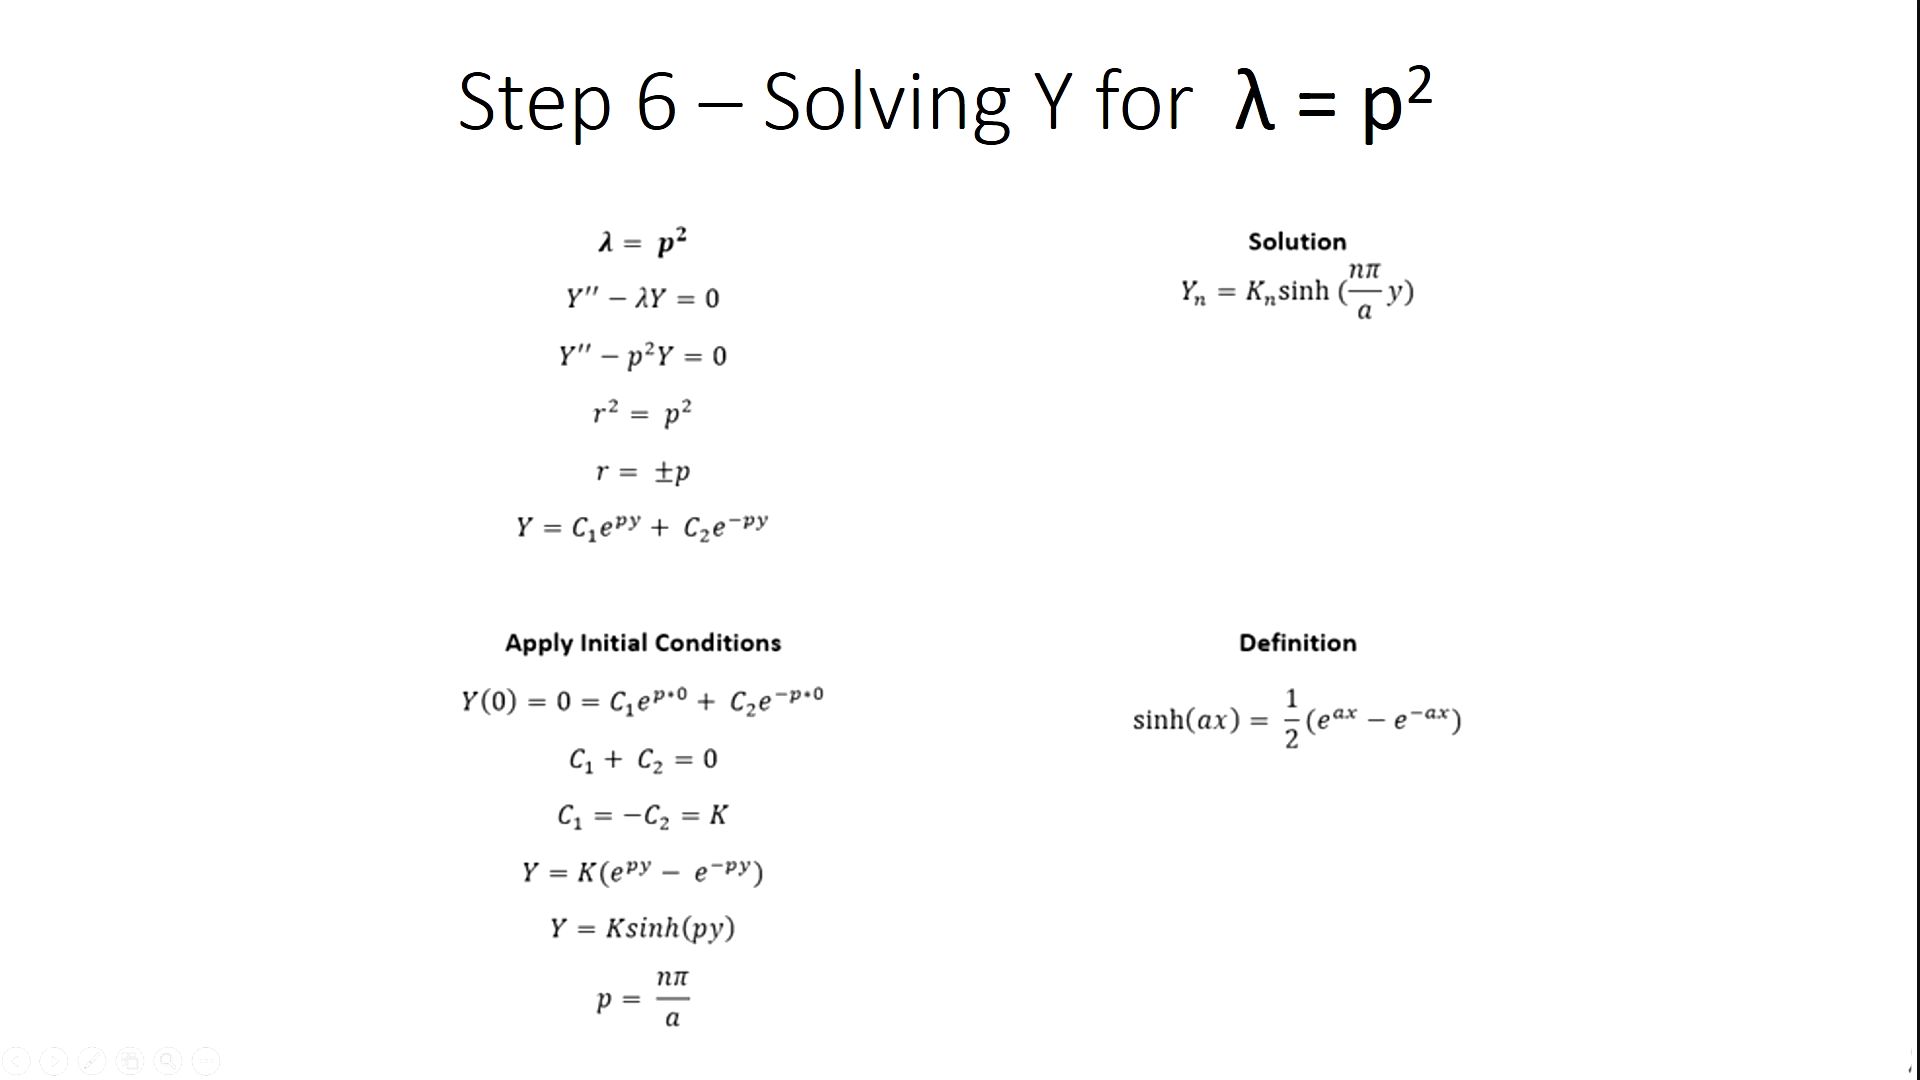 Step 6 – Solving Y for λ = p²
λ = p²
Y′′ − λY = 0
Y′′ − p²Y = 0
r² = p²
r = ±p
Y = C₁e^{py} + C₂e^{−py}
Apply Initial Conditions
Y(0) = 0 = C₁e^{p∙0} + C₂e^{−p∙0}
C₁ + C₂ = 0
C₁ = −C₂ = K
Y = K(e^{py} − e^{−py})
Y = Ksinh(py)
p = nπ/a
Solution
Yₙ = Kₙsinh (nπ/a y)
Definition
sinh(ax) = 1/2 (e^{ax} − e^{−ax})